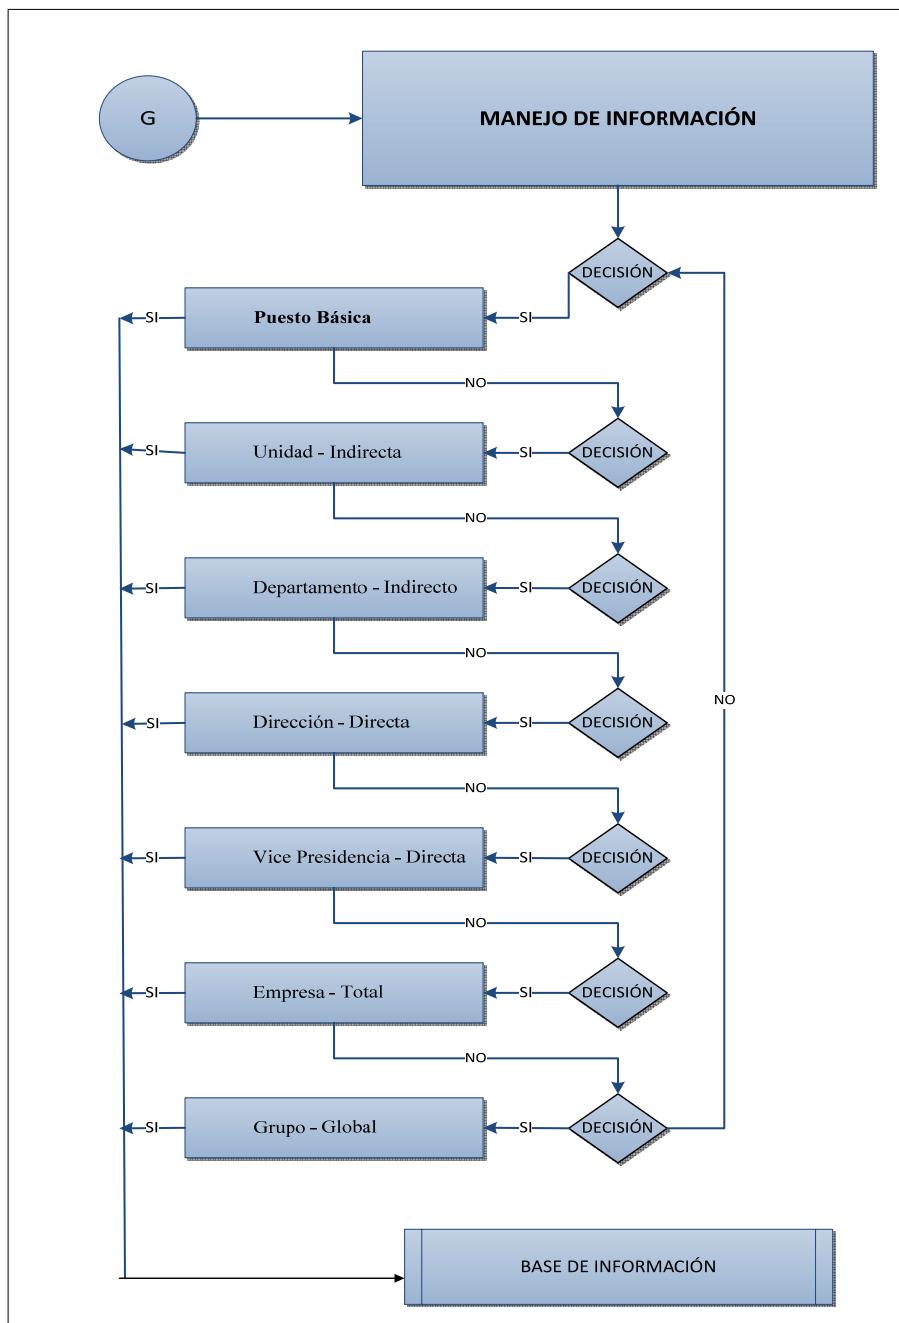 G
MANEJO DE INFORMACIÓN
DECISIÓN
SI
Puesto Básica
SI
NO
SI
Unidad - Indirecta
SI
DECISIÓN
NO
SI
Departamento - Indirecto
SI
DECISIÓN
NO
SI
Dirección - Directa
SI
DECISIÓN
NO
NO
SI
Vice Presidencia - Directa
SI
DECISIÓN
NO
SI
Empresa - Total
SI
DECISIÓN
NO
SI
Grupo – Global
SI
DECISIÓN
BASE DE INFORMACIÓN